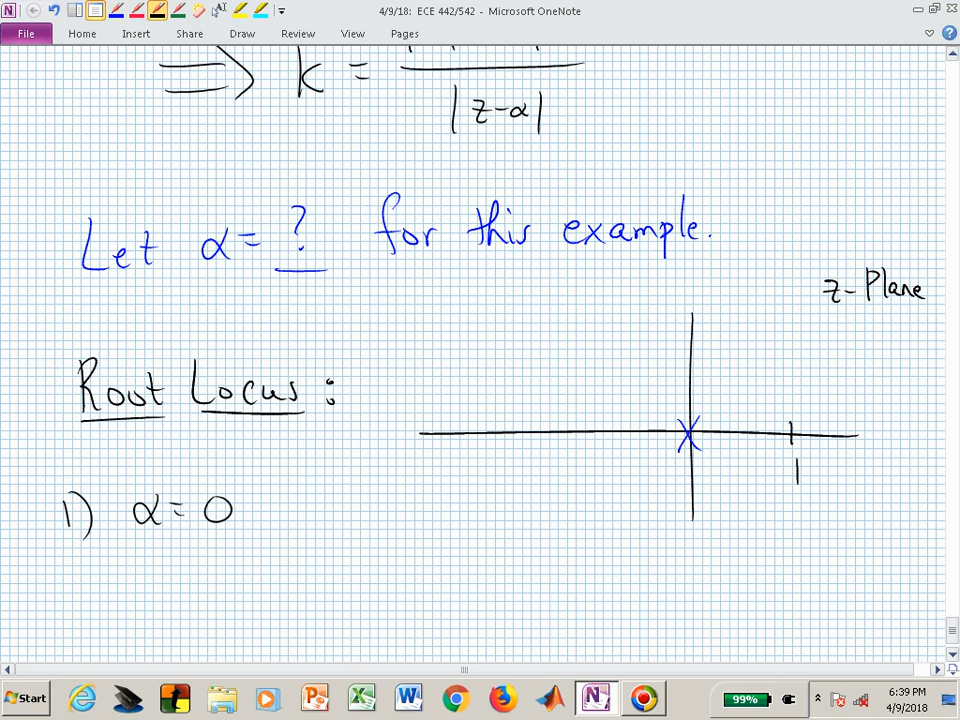 4/9/18: ECE 442/542 - Microsoft OneNote
File Home Insert Share Draw Review View Pages
⇒ k =
|z-α|
Let α = ? for this example.
z-Plane
Root Locus:
1
1) α = 0
Start
99%
6:39 PM
4/9/2018